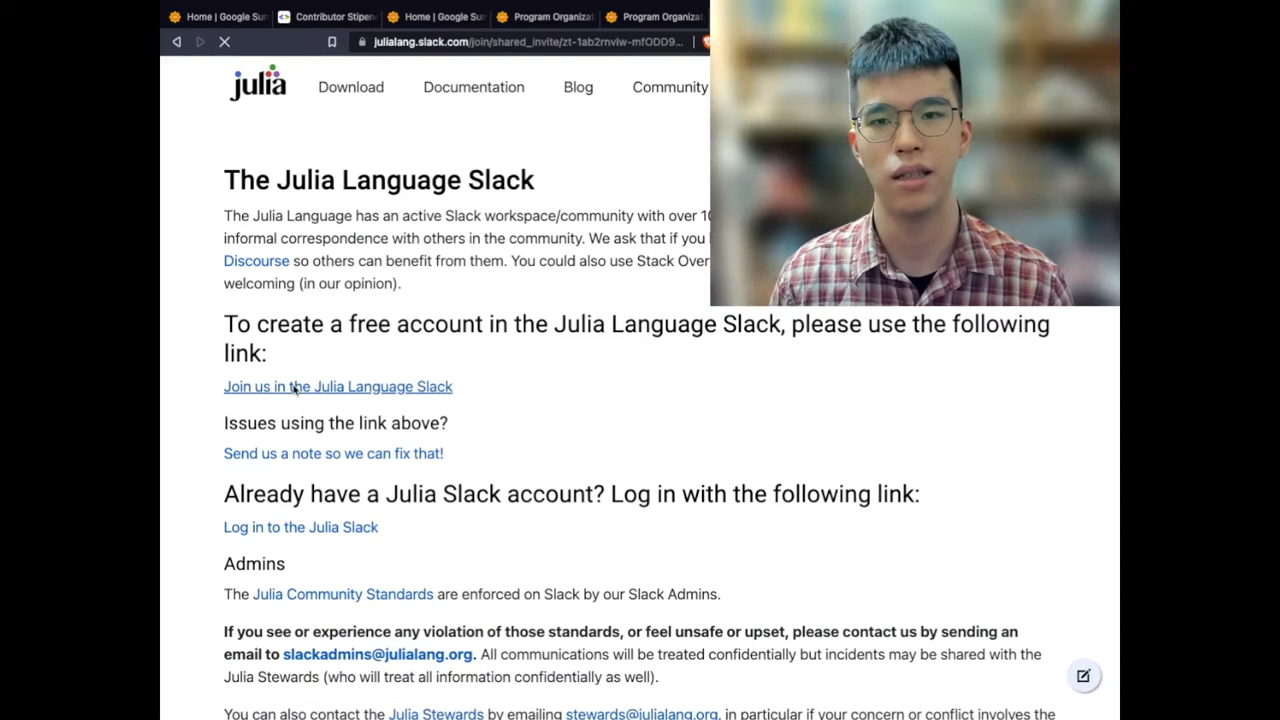 Home | Google Sun
Contributor Stipen
Home | Google Sun
Program Organizat
Program Organizat
julialang.slack.com/join/shared_invite/zt-1ab2rnvlw-mfODD9...
julia
Download
Documentation
Blog
Community
The Julia Language Slack
The Julia Language has an active Slack workspace/community with over 10
informal correspondence with others in the community. We ask that if you
Discourse so others can benefit from them. You could also use Stack Over
welcoming (in our opinion).
To create a free account in the Julia Language Slack, please use the following
link:
Join us in the Julia Language Slack
Issues using the link above?
Send us a note so we can fix that!
Already have a Julia Slack account? Log in with the following link:
Log in to the Julia Slack
Admins
The Julia Community Standards are enforced on Slack by our Slack Admins.
If you see or experience any violation of those standards, or feel unsafe or upset, please contact us by sending an
email to slackadmins@julialang.org. All communications will be treated confidentially but incidents may be shared with the
Julia Stewards (who will treat all information confidentially as well).
You can also contact the Julia Stewards by emailing stewards@julialang.org, in particular if your concern or conflict involves the